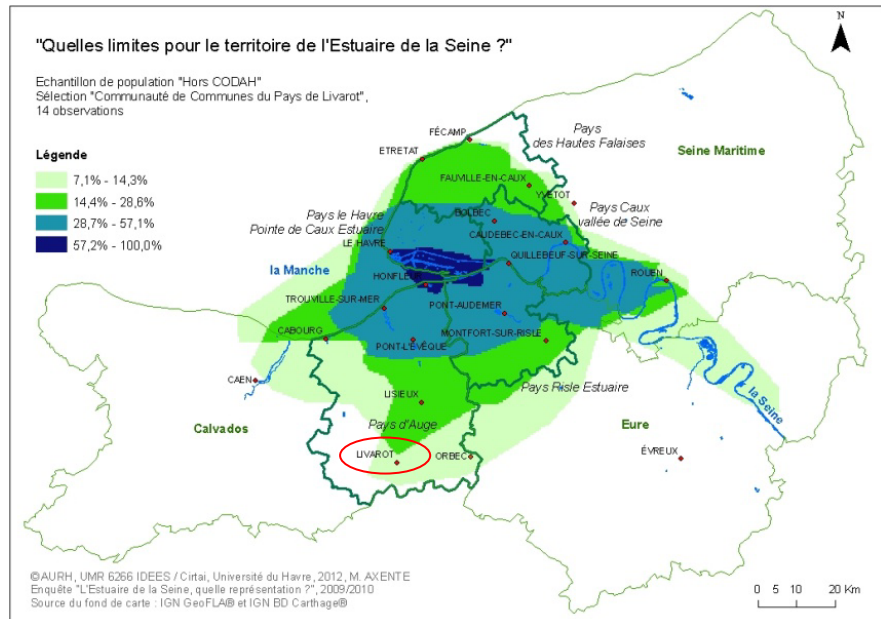 "Quelles limites pour le territoire de l'Estuaire de la Seine ?"
N
Echantillon de population "Hors CODAH"
Sélection "Communauté de Communes du Pays de Livarot",
14 observations
Légende
7,1% - 14,3%
14,4% - 28,6%
28,7% - 57,1%
57,2% - 100,0%
FÉCAMP
Pays
des Hautes Falaises
Seine Maritime
ETRETAT
FAUVILLE-EN-CAUX
YVETOT
Pays Caux
vallée de Seine
Pays le Havre
Pointe de Caux Estuaire
BOLBEC
CAUDEBEC-EN-CAUX
LE HAVRE
QUILLEBEUF-SUR-SEINE
la Manche
HONFLEUR
ROUEN
TROUVILLE-SUR-MER
PONT-AUDEMER
CABOURG
MONTFORT-SUR-RISLE
PONT-L'ÉVÊQUE
CAEN
Pays Risle Estuaire
la Seine
LISIEUX
Pays d'Auge
Calvados
Eure
LIVAROT
ORBEC
ÉVREUX
©AURH, UMR 6266 IDEES / Cirtai, Université du Havre, 2012, M. AXENTE
Enquête "L'Estuaire de la Seine, quelle représentation ?", 2009/2010
Source du fond de carte : IGN GeoFLA® et IGN BD Carthage®
0 5 10 20 Km